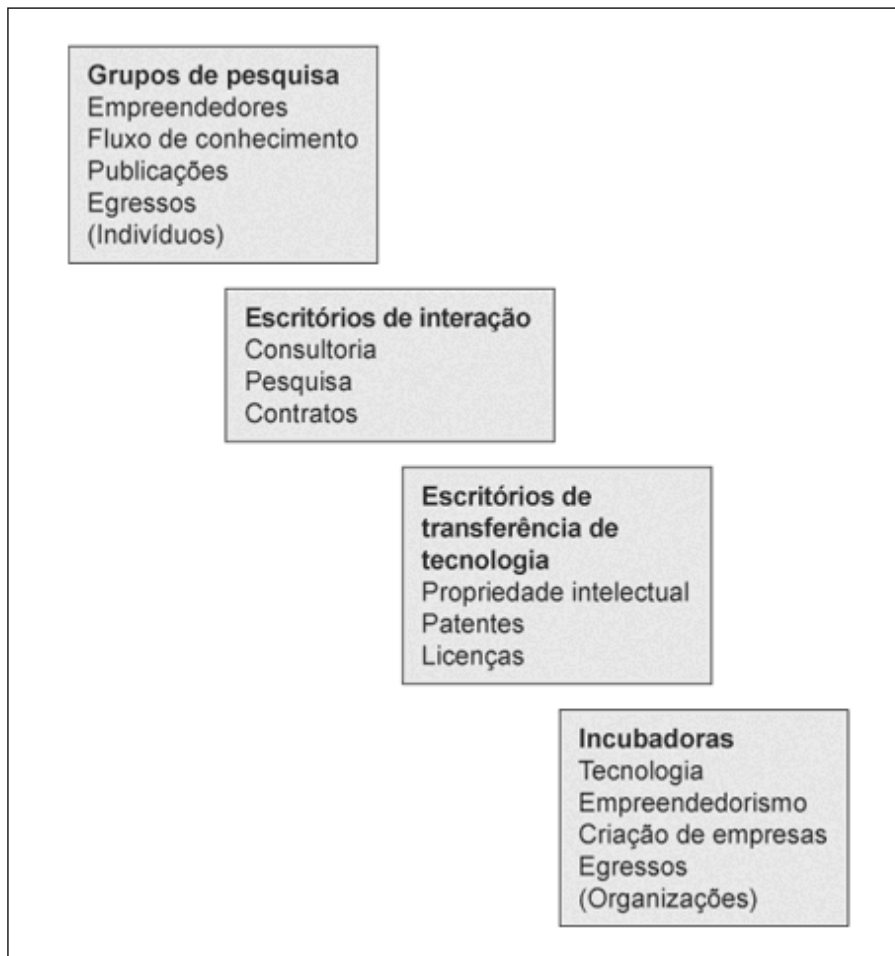 Grupos de pesquisa
Empreendedores
Fluxo de conhecimento
Publicações
Egressos
(Indivíduos)
Escritórios de interação
Consultoria
Pesquisa
Contratos
Escritórios de
transferência de
tecnologia
Propriedade intelectual
Patentes
Licenças
Incubadoras
Tecnologia
Empreendedorismo
Criação de empresas
Egressos
(Organizações)